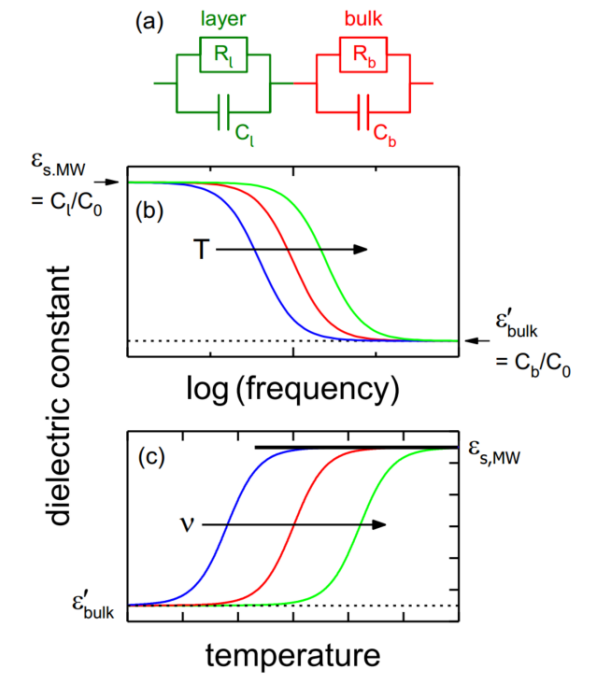 (a) layer bulk
R_l R_b
C_l C_b
ε_s.MW
= C_l/C_0
(b)
T
ε′_bulk
= C_b/C_0
log (frequency)
dielectric constant
(c)
ε_s,MW
ν
ε′_bulk
temperature